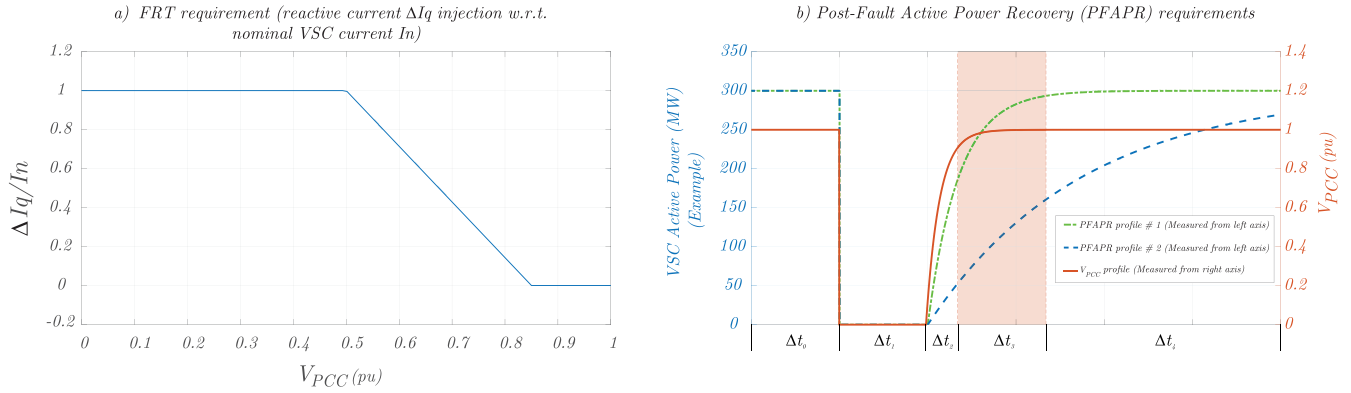 a) FRT requirement (reactive current ΔIq injection w.r.t.
nominal VSC current In)
1.2
1
0.8
0.6
0.4
0.2
0
-0.2
ΔIq/In
0 0.1 0.2 0.3 0.4 0.5 0.6 0.7 0.8 0.9 1
VPCC (pu)
b) Post-Fault Active Power Recovery (PFAPR) requirements
350
300
250
200
150
100
50
0
VSC Active Power (MW)
(Example)
1.4
1.2
1
0.8
0.6
0.4
0.2
0
VPCC (pu)
PFAPR profile # 1 (Measured from left axis)
PFAPR profile # 2 (Measured from left axis)
VPCC profile (Measured from right axis)
Δt0 Δt1 Δt2 Δt3 Δt4